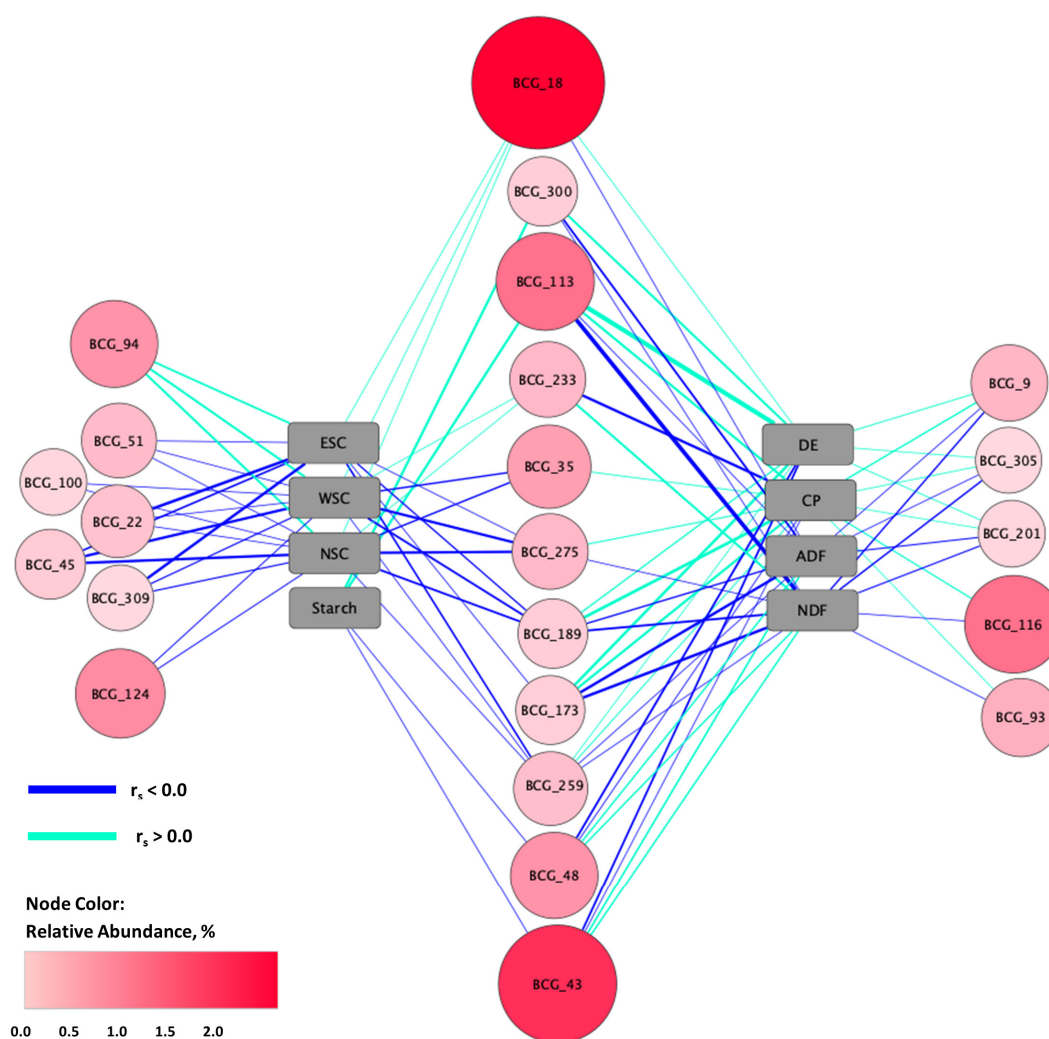 BCG_18
BCG_300
BCG_113
BCG_94
BCG_233
BCG_9
BCG_51
ESC
DE
BCG_35
BCG_305
BCG_100
WSC
CP
BCG_22
BCG_201
NSC
BCG_275
ADF
BCG_45
BCG_309
Starch
NDF
BCG_189
BCG_116
BCG_124
BCG_173
BCG_93
BCG_259
rₛ < 0.0
rₛ > 0.0
BCG_48
Node Color:
Relative Abundance, %
BCG_43
0.0 0.5 1.0 1.5 2.0